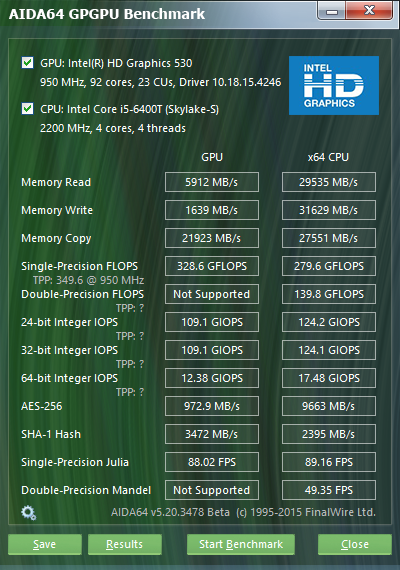 AIDA64 GPGPU Benchmark
GPU: Intel(R) HD Graphics 530
950 MHz, 92 cores, 23 CUs, Driver 10.18.15.4246
CPU: Intel Core i5-6400T (Skylake-S)
2200 MHz, 4 cores, 4 threads
INTEL
HD
GRAPHICS
GPU x64 CPU
Memory Read 5912 MB/s 29535 MB/s
Memory Write 1639 MB/s 31629 MB/s
Memory Copy 21923 MB/s 27551 MB/s
Single-Precision FLOPS 328.6 GFLOPS 279.6 GFLOPS
TPP: 349.6 @ 950 MHz
Double-Precision FLOPS Not Supported 139.8 GFLOPS
TPP: ?
24-bit Integer IOPS 109.1 GIOPS 124.2 GIOPS
TPP: ?
32-bit Integer IOPS 109.1 GIOPS 124.1 GIOPS
TPP: ?
64-bit Integer IOPS 12.38 GIOPS 17.48 GIOPS
TPP: ?
AES-256 972.9 MB/s 9663 MB/s
SHA-1 Hash 3472 MB/s 2395 MB/s
Single-Precision Julia 88.02 FPS 89.16 FPS
Double-Precision Mandel Not Supported 49.35 FPS
AIDA64 v5.20.3478 Beta (c) 1995-2015 FinalWire Ltd.
Save Results Start Benchmark Close